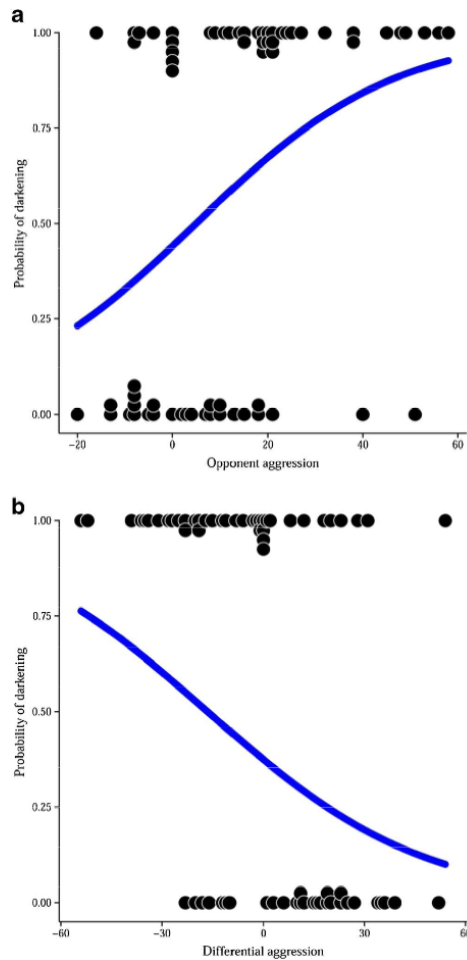 a
1.00
0.75
0.50
0.25
0.00
Probability of darkening
−20 0 20 40 60
Opponent aggression
b
1.00
0.75
0.50
0.25
0.00
Probability of darkening
−60 −30 0 30 60
Differential aggression